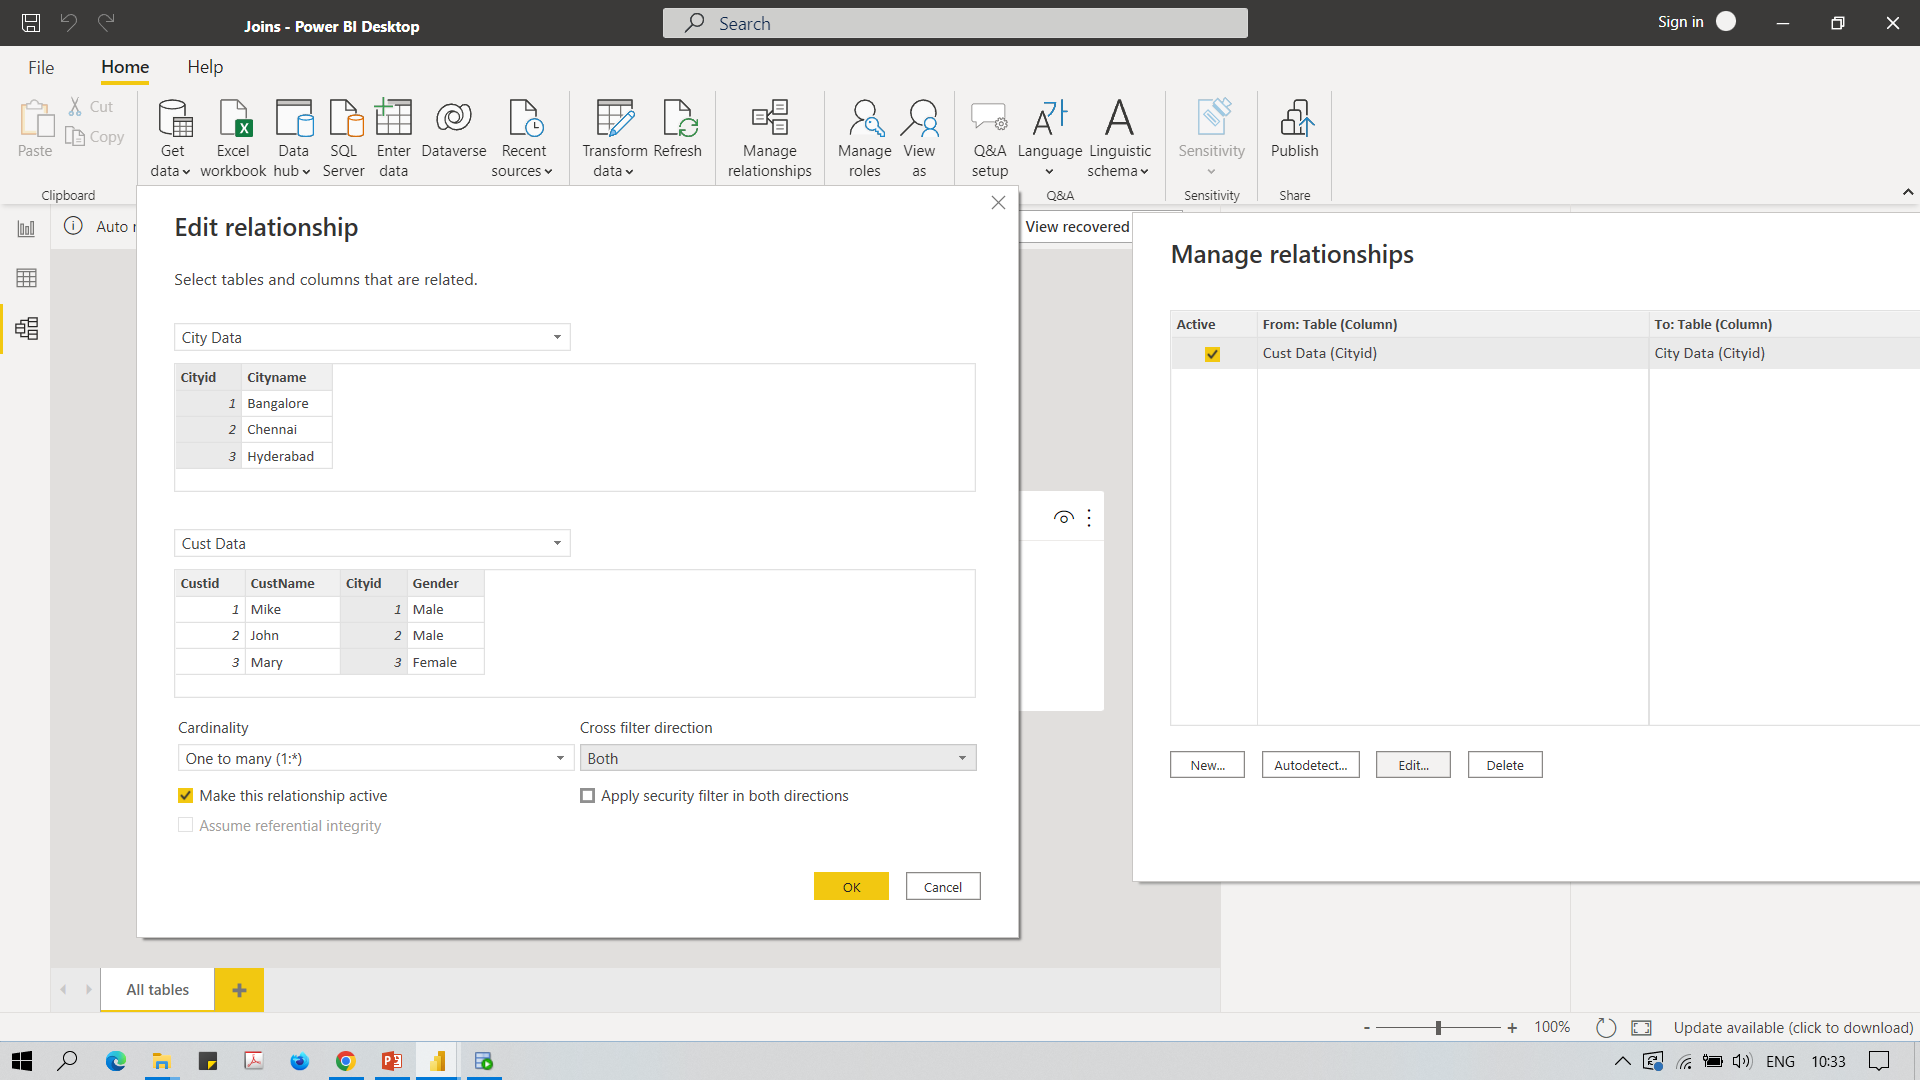 Joins - Power BI Desktop
Search
Sign in
File
Home
Help
Paste
Cut
Copy
Clipboard
Get data
Excel workbook
Data hub
SQL Server
Enter data
Dataverse
Recent sources
Transform data
Refresh
Manage relationships
Manage roles
View as
Q&A setup
Language
Linguistic schema
Q&A
Sensitivity
Sensitivity
Publish
Share
Auto r
View recovered
Edit relationship
Select tables and columns that are related.
City Data
Cityid Cityname
1 Bangalore
2 Chennai
3 Hyderabad
Cust Data
Custid CustName Cityid Gender
1 Mike 1 Male
2 John 2 Male
3 Mary 3 Female
Cardinality
Cross filter direction
One to many (1:*)
Both
Make this relationship active
Apply security filter in both directions
Assume referential integrity
OK
Cancel
Manage relationships
Active From: Table (Column) To: Table (Column)
Cust Data (Cityid) City Data (Cityid)
New...
Autodetect...
Edit...
Delete
All tables
+
- + 100%
Update available (click to download)
ENG
10:33